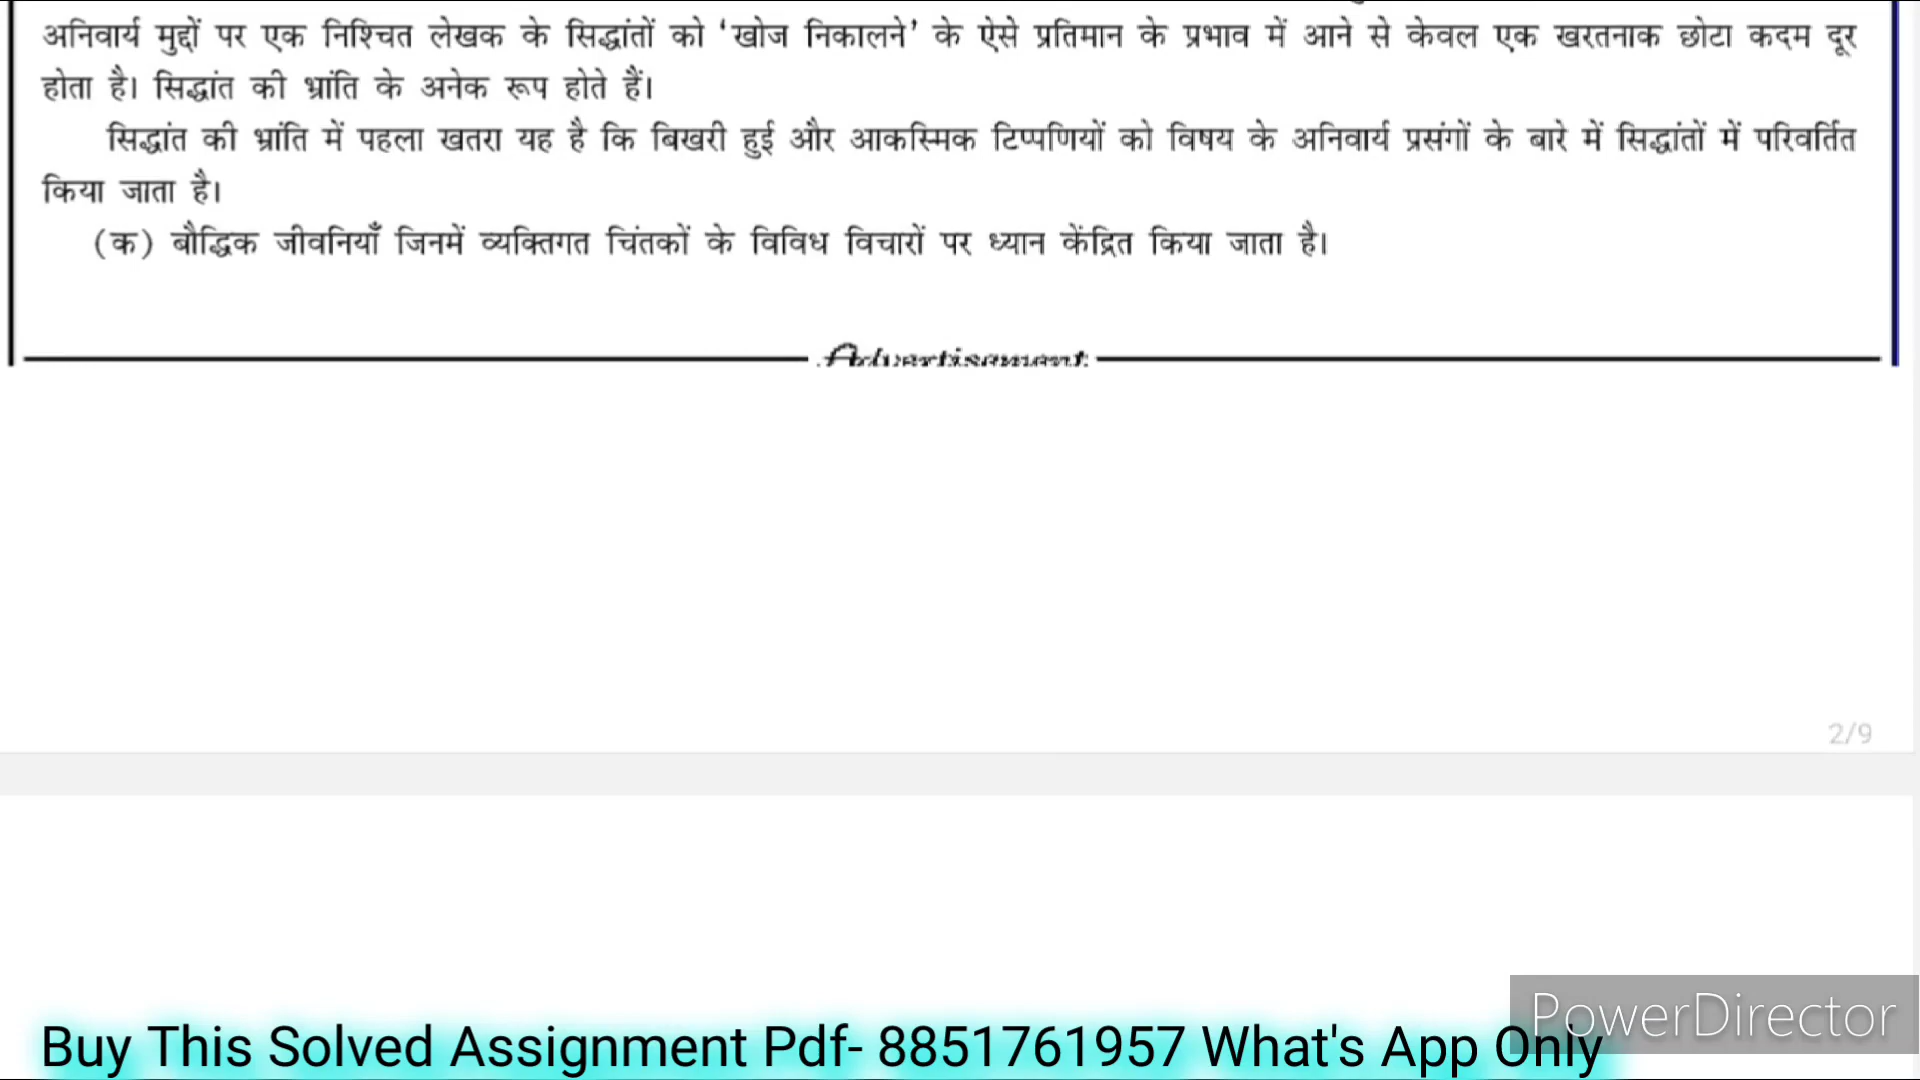 अनिवार्य मुद्दों पर एक निश्चित लेखक के सिद्धांतों को ‘खोज निकालने’ के ऐसे प्रतिमान के प्रभाव में आने से केवल एक खरतनाक छोटा कदम दूर
होता है। सिद्धांत की भ्रांति के अनेक रूप होते हैं।
सिद्धांत की भ्रांति में पहला खतरा यह है कि बिखरी हुई और आकस्मिक टिप्पणियों को विषय के अनिवार्य प्रसंगों के बारे में सिद्धांतों में परिवर्तित
किया जाता है।
(क) बौद्धिक जीवनियाँ जिनमें व्यक्तिगत चिंतकों के विविध विचारों पर ध्यान केंद्रित किया जाता है।
Advertisement
2/9
PowerDirector
Buy This Solved Assignment Pdf- 8851761957 What's App Only